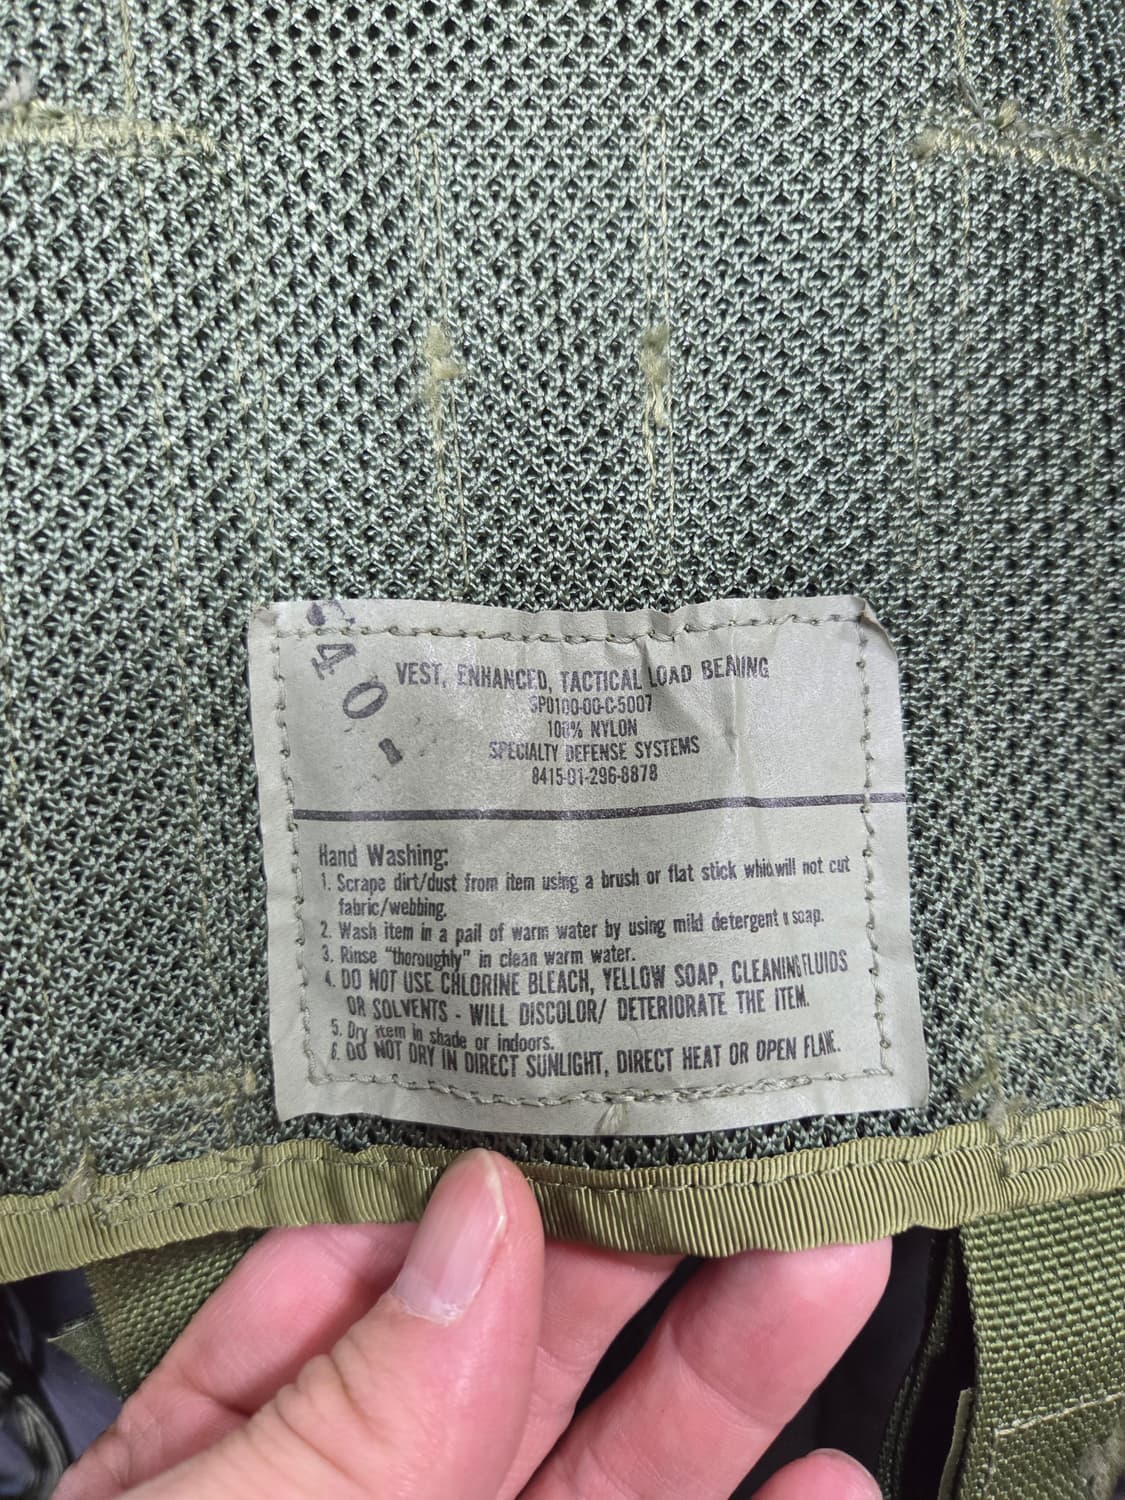 40 -
VEST, ENHANCED, TACTICAL LOAD BEARING
SP0100-00-C-5007
100% NYLON
SPECIALTY DEFENSE SYSTEMS
8415-01-296-8878
Hand Washing:
1. Scrape dirt/dust from item using a brush or flat stick which will not cut
fabric/webbing.
2. Wash item in a pail of warm water by using mild detergent soap.
3. Rinse "thoroughly" in clean warm water.
4. DO NOT USE CHLORINE BLEACH, YELLOW SOAP, CLEANING FLUIDS
OR SOLVENTS - WILL DISCOLOR/ DETERIORATE THE ITEM.
5. Dry item in shade or indoors.
6. DO NOT DRY IN DIRECT SUNLIGHT, DIRECT HEAT OR OPEN FLAME.